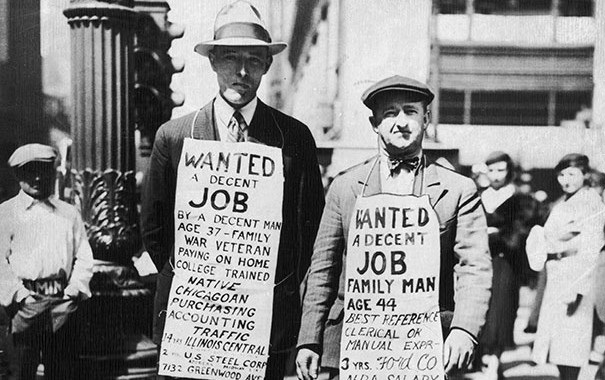 WANTED
A DECENT
JOB
BY A DECENT MAN
AGE 37-FAMILY
WAR VETERAN
PAYING ON HOME
COLLEGE TRAINED
NATIVE
CHICAGOAN
PURCHASING
ACCOUNTING
TRAFFIC
14 YRS ILLINOIS CENTRAL
2 U.S. STEEL CORP
7132 GREENWOOD AVE
WANTED
A DECENT
JOB
FAMILY MAN
AGE 44
BEST REFERENCE
CLERICAL OR
MANUAL EXPR-
3 YRS. Ford Co
SALARY